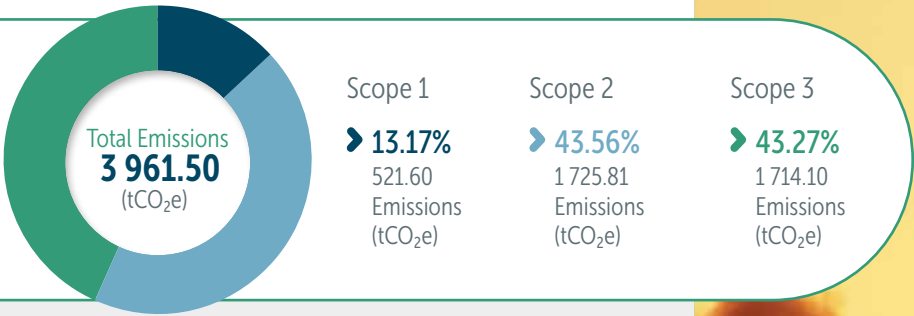 Total Emissions
3 961.50
(tCO₂e)
Scope 1
13.17%
521.60
Emissions
(tCO₂e)
Scope 2
43.56%
1 725.81
Emissions
(tCO₂e)
Scope 3
43.27%
1 714.10
Emissions
(tCO₂e)